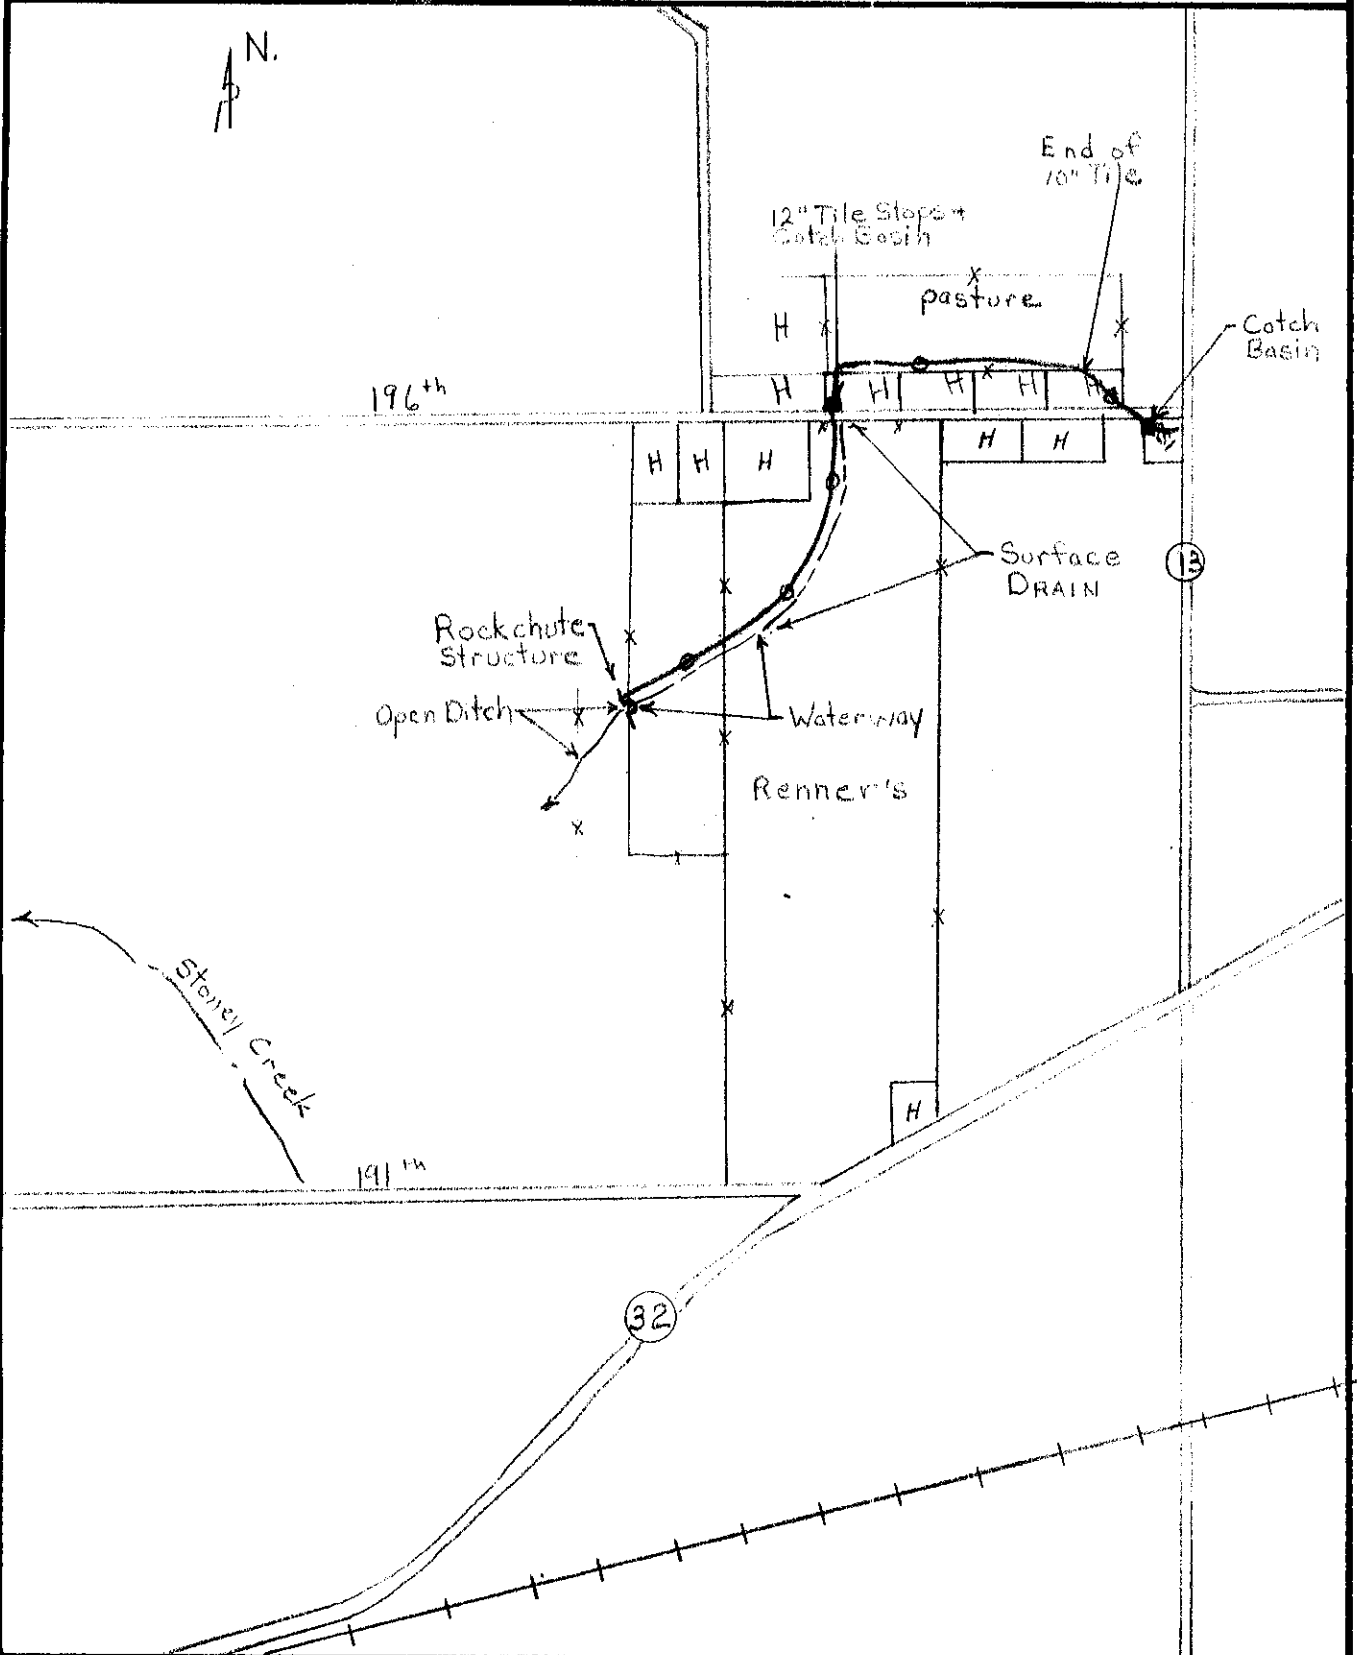 N.
End of
10" Tile
12" Tile Stops +
Catch Basin
pasture
Catch
Basin
H
196th
H
H
H
H
H
H
H
H
H
H
Surface
DRAIN
13
Rockchute
Structure
Open Ditch
Waterway
Renner's
Stoney Creek
H
191th
32